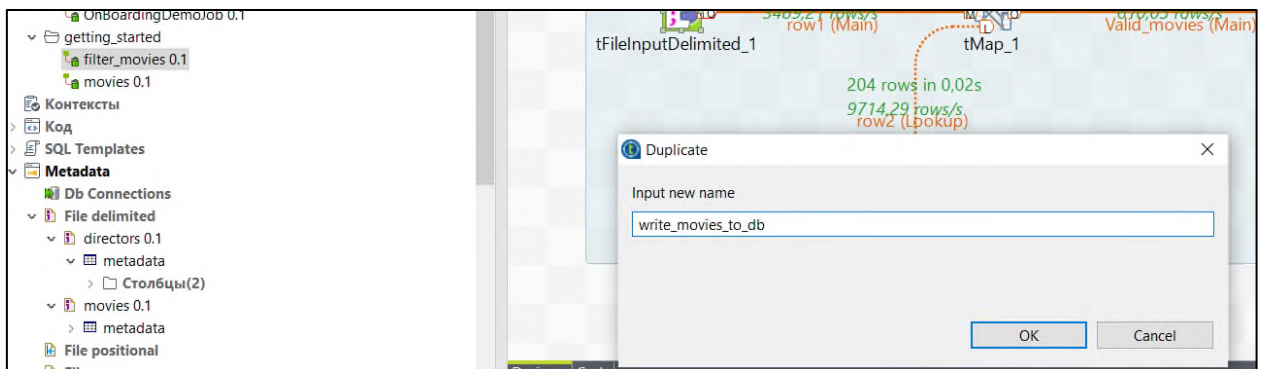 OnBoardingDemoJob 0.1
getting_started
filter_movies 0.1
movies 0.1
Контексты
Код
SQL Templates
Metadata
Db Connections
File delimited
directors 0.1
metadata
Столбцы(2)
movies 0.1
metadata
File positional
row1 (Main)
Valid_movies (Main)
tFileInputDelimited_1
tMap_1
204 rows in 0,02s
9714,29 rows/s
row2 (Lookup)
Duplicate
Input new name
write_movies_to_db
OK
Cancel